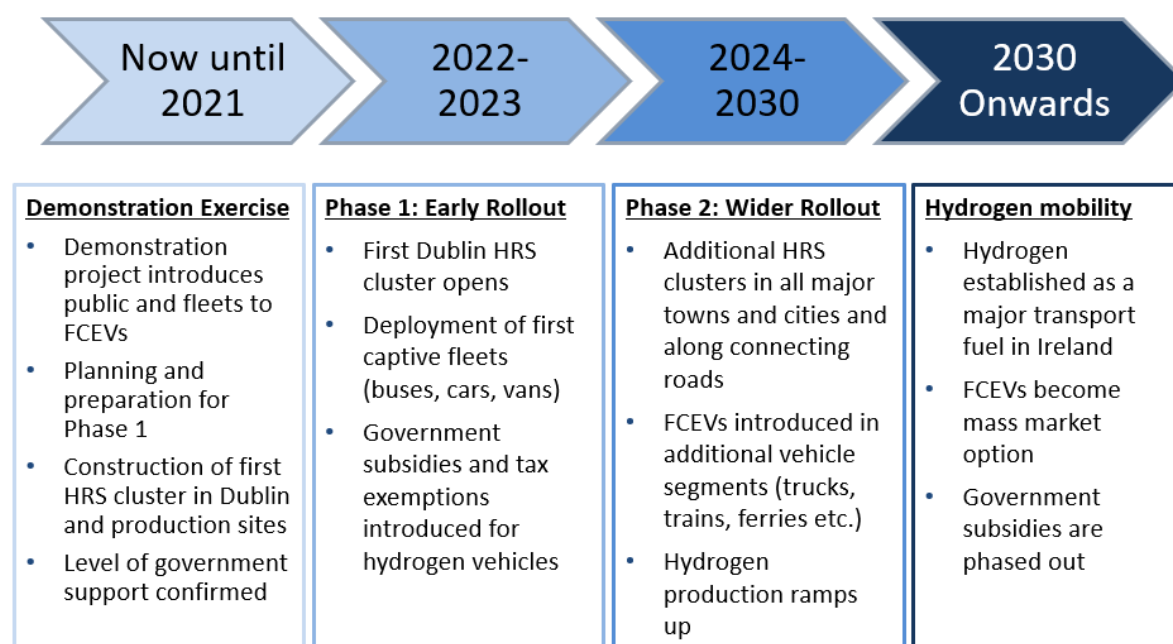 Now until
2021
2022-
2023
2024-
2030
2030
Onwards
Demonstration Exercise
• Demonstration
project introduces
public and fleets to
FCEVs
• Planning and
preparation for
Phase 1
• Construction of first
HRS cluster in Dublin
and production sites
• Level of government
support confirmed
Phase 1: Early Rollout
• First Dublin HRS
cluster opens
• Deployment of first
captive fleets
(buses, cars, vans)
• Government
subsidies and tax
exemptions
introduced for
hydrogen vehicles
Phase 2: Wider Rollout
• Additional HRS
clusters in all major
towns and cities and
along connecting
roads
• FCEVs introduced in
additional vehicle
segments (trucks,
trains, ferries etc.)
• Hydrogen
production ramps
up
Hydrogen mobility
• Hydrogen
established as a
major transport
fuel in Ireland
• FCEVs become
mass market
option
• Government
subsidies are
phased out